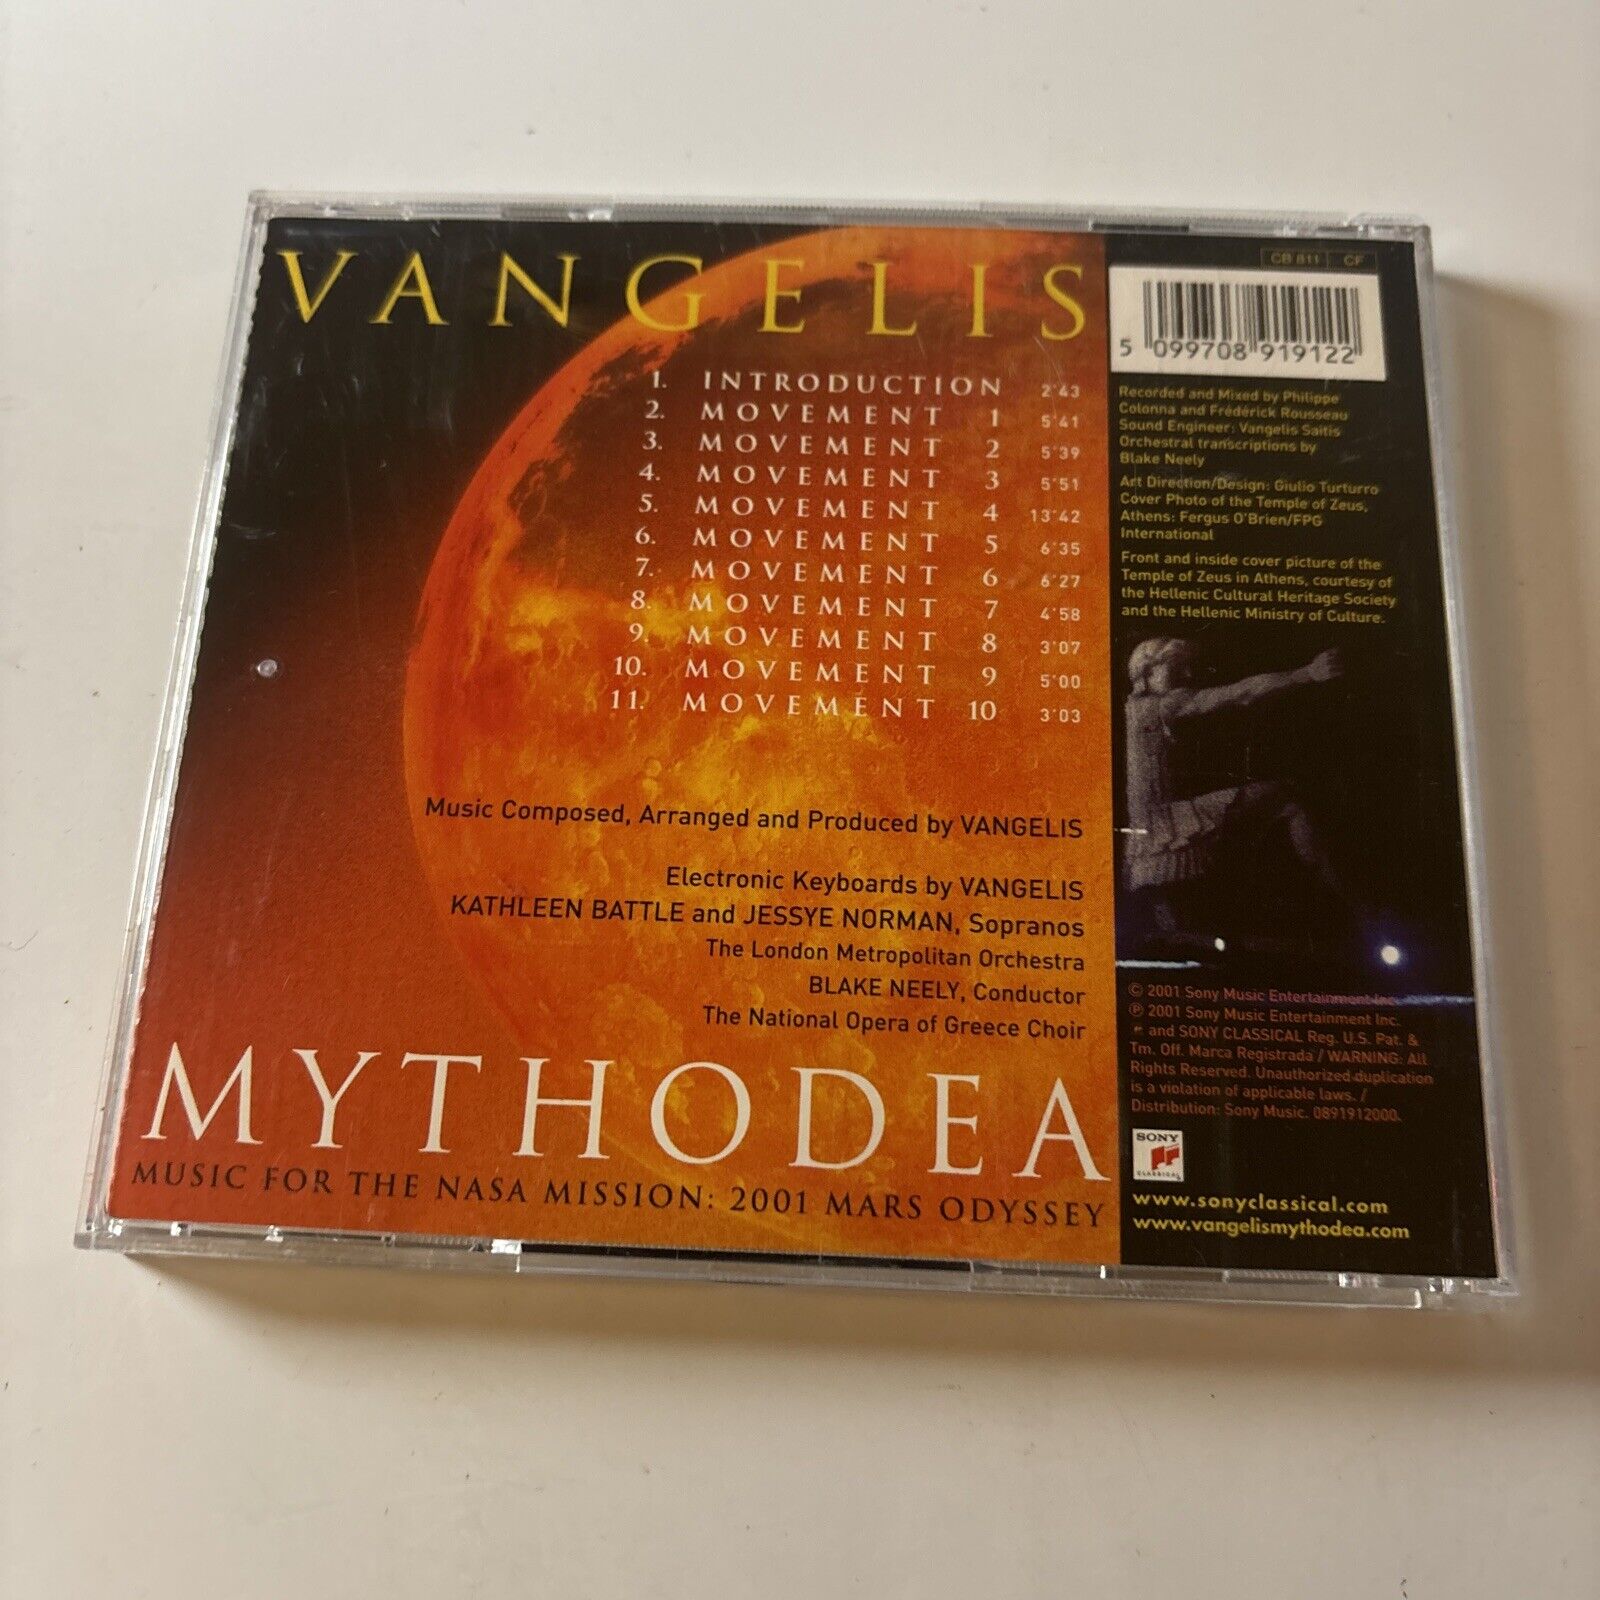 VANGELIS
1. INTRODUCTION 2'43
2. MOVEMENT 1 5'41
3. MOVEMENT 2 5'39
4. MOVEMENT 3 5'51
5. MOVEMENT 4 13'42
6. MOVEMENT 5 6'35
7. MOVEMENT 6 6'27
8. MOVEMENT 7 4'58
9. MOVEMENT 8 3'07
10. MOVEMENT 9 5'00
11. MOVEMENT 10 3'03
Music Composed, Arranged and Produced by VANGELIS
Electronic Keyboards by VANGELIS
KATHLEEN BATTLE and JESSYE NORMAN, Sopranos
The London Metropolitan Orchestra
BLAKE NEELY, Conductor
The National Opera of Greece Choir
MYTHODEA
MUSIC FOR THE NASA MISSION: 2001 MARS ODYSSEY
CB 811 CF
5 099708 919122
Recorded and Mixed by Philippe
Colonna and Frédérick Rousseau
Sound Engineer: Vangelis Saitis
Orchestral transcriptions by
Blake Neely
Art Direction/Design: Giulio Turturro
Cover Photo of the Temple of Zeus,
Athens: Fergus O'Brien/FPG
International
Front and inside cover picture of the
Temple of Zeus in Athens, courtesy of
the Hellenic Cultural Heritage Society
and the Hellenic Ministry of Culture.
© 2001 Sony Music Entertainment Inc.
℗ 2001 Sony Music Entertainment Inc.
and SONY CLASSICAL Reg. U.S. Pat. &
Tm. Off. Marca Registrada / WARNING: All
Rights Reserved. Unauthorized duplication
is a violation of applicable laws. /
Distribution: Sony Music. 0891912000.
SONY
CLASSICAL
www.sonyclassical.com
www.vangelismythodea.com